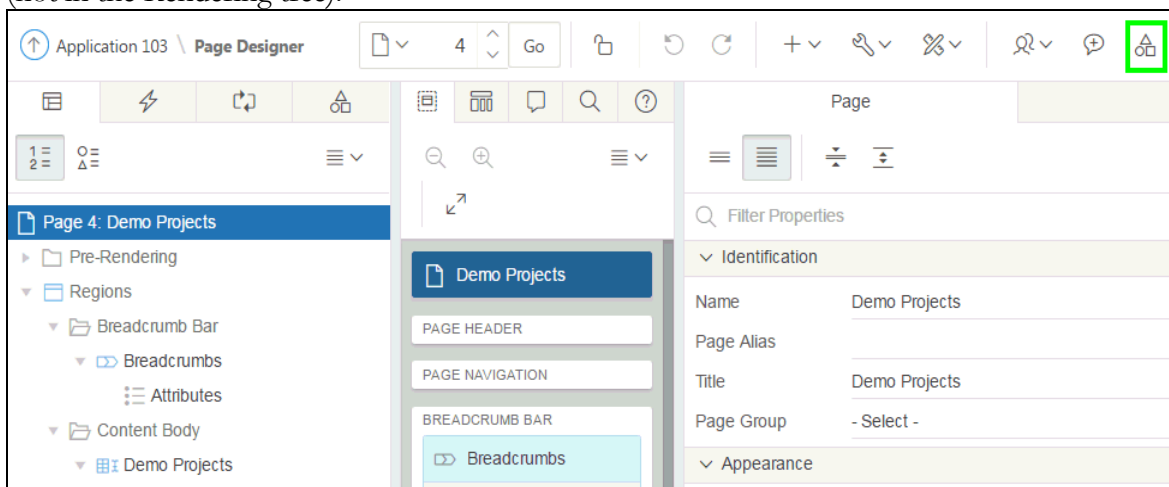 (not in the Rendering tree).
Application 103 \ Page Designer
4
Go
Page
1
2
Filter Properties
Page 4: Demo Projects
Pre-Rendering
Regions
Breadcrumb Bar
Breadcrumbs
Attributes
Content Body
Demo Projects
Demo Projects
PAGE HEADER
PAGE NAVIGATION
BREADCRUMB BAR
Breadcrumbs
Identification
Name Demo Projects
Page Alias
Title Demo Projects
Page Group - Select -
Appearance